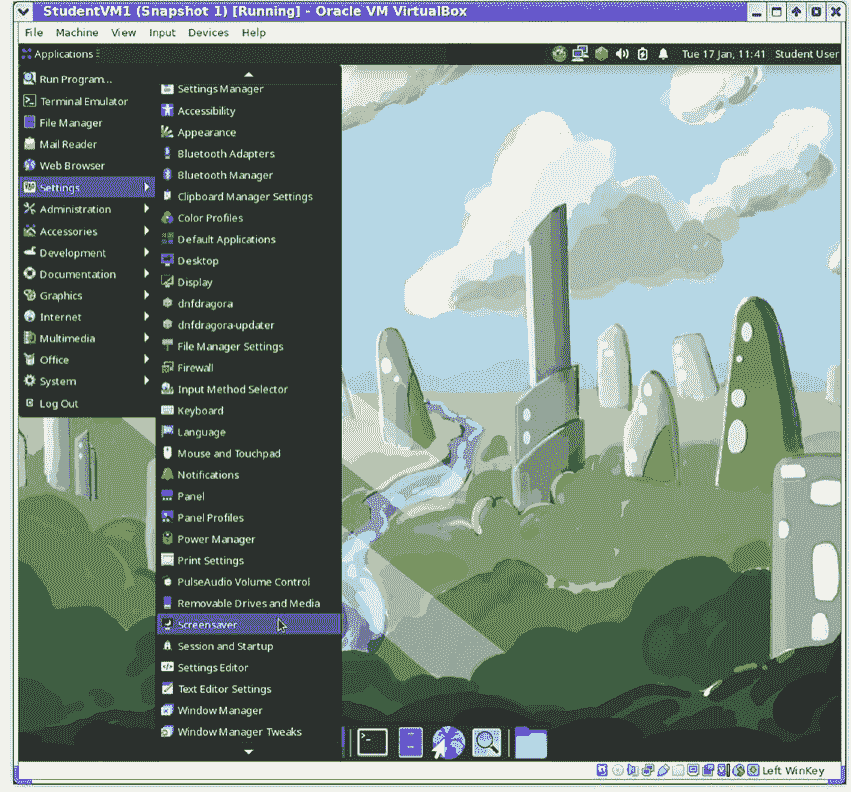 StudentVM1 (Snapshot 1) [Running] - Oracle VM VirtualBox
File Machine View Input Devices Help
Applications
Tue 17 Jan, 11:41 Student User
Run Program...
Terminal Emulator
File Manager
Mail Reader
Web Browser
Settings
Administration
Accessories
Development
Documentation
Graphics
Internet
Multimedia
Office
System
Log Out
Settings Manager
Accessibility
Appearance
Bluetooth Adapters
Bluetooth Manager
Clipboard Manager Settings
Color Profiles
Default Applications
Desktop
Display
dnfdragora
dnfdragora-updater
File Manager Settings
Firewall
Input Method Selector
Keyboard
Language
Mouse and Touchpad
Notifications
Panel
Panel Profiles
Power Manager
Print Settings
PulseAudio Volume Control
Removable Drives and Media
Screensaver
Session and Startup
Settings Editor
Text Editor Settings
Window Manager
Window Manager Tweaks
Left WinKey